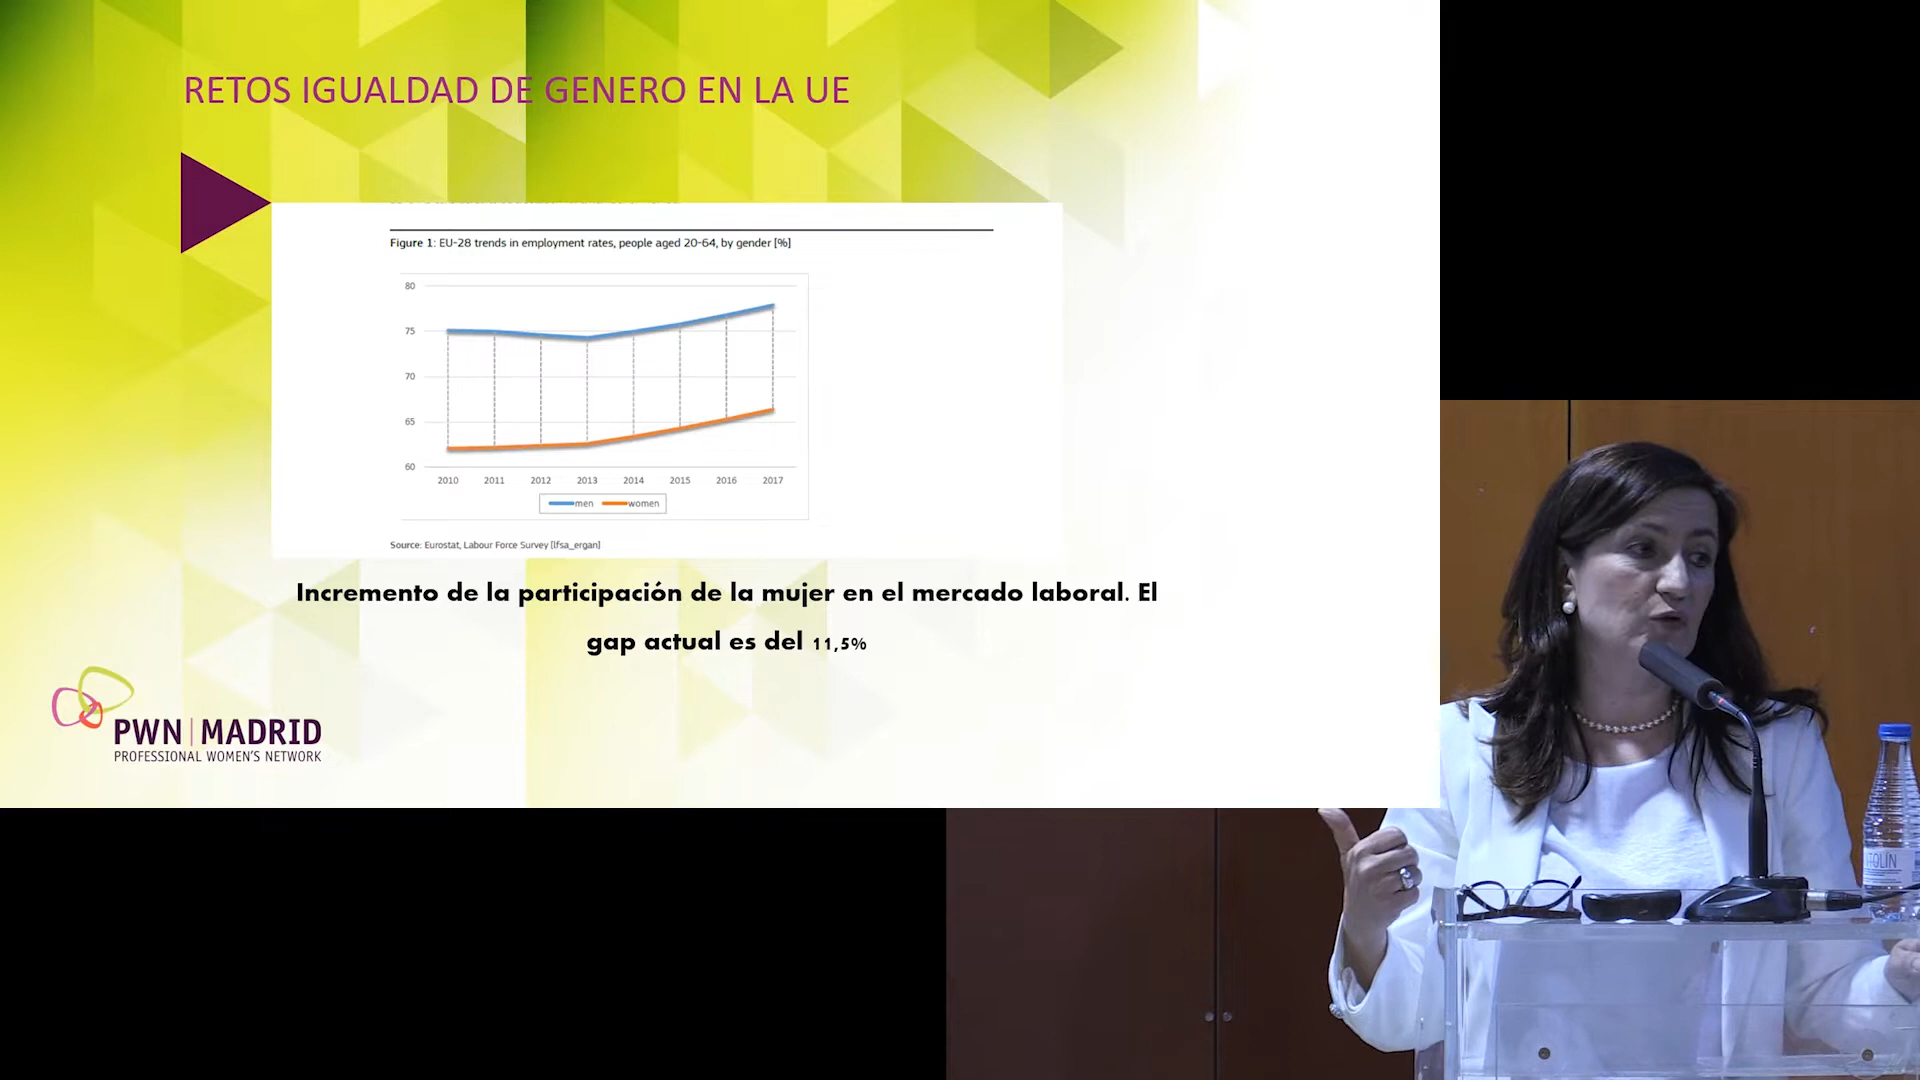 RETOS IGUALDAD DE GENERO EN LA UE
Figure 1: EU-28 trends in employment rates, people aged 20-64, by gender [%]
80
75
70
65
60
2010 2011 2012 2013 2014 2015 2016 2017
men women
Source: Eurostat, Labour Force Survey [lfsa_ergan]
Incremento de la participación de la mujer en el mercado laboral. El
gap actual es del 11,5%
PWN | MADRID
PROFESSIONAL WOMEN'S NETWORK